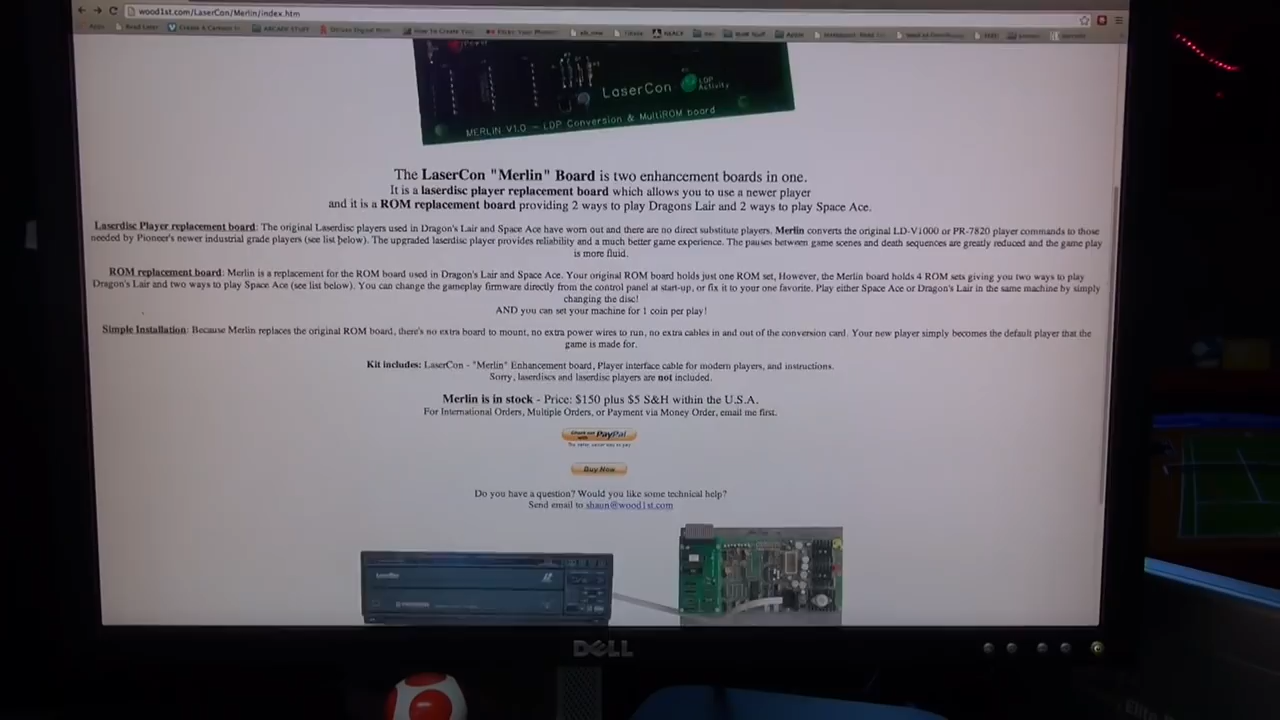 wood1st.com/LaserCon/Merlin/index.htm
Apps
ARCADE STUFF
Power
LaserCon
LDP
Activity
MERLIN V1.0 - LDP Conversion & MultiROM board
The LaserCon "Merlin" Board is two enhancement boards in one.
It is a laserdisc player replacement board which allows you to use a newer player
and it is a ROM replacement board providing 2 ways to play Dragons Lair and 2 ways to play Space Ace.
Laserdisc Player replacement board: The original Laserdisc players used in Dragon's Lair and Space Ace have worn out and there are no direct substitute players. Merlin converts the original LD-V1000 or PR-7820 player commands to those
needed by Pioneer's newer industrial grade players (see list below). The upgraded laserdisc player provides reliability and a much better game experience. The pauses between game scenes and death sequences are greatly reduced and the game play
is more fluid.
ROM replacement board: Merlin is a replacement for the ROM board used in Dragon's Lair and Space Ace. Your original ROM board holds just one ROM set, However, the Merlin board holds 4 ROM sets giving you two ways to play
Dragon's Lair and two ways to play Space Ace (see list below). You can change the gameplay firmware directly from the control panel at start-up, or fix it to your one favorite. Play either Space Ace or Dragon's Lair in the same machine by simply
changing the disc!
AND you can set your machine for 1 coin per play!
Simple Installation: Because Merlin replaces the original ROM board, there's no extra board to mount, no extra power wires to run, no extra cables in and out of the conversion card. Your new player simply becomes the default player that the
game is made for.
Kit includes: LaserCon - "Merlin" Enhancement board, Player interface cable for modern players, and instructions.
Sorry, laserdiscs and laserdisc players are not included.
Merlin is in stock - Price: $150 plus $5 S&H within the U.S.A.
For International Orders, Multiple Orders, or Payment via Money Order, email me first.
Check out with PayPal
Buy Now
Do you have a question? Would you like some technical help?
Send email to shaun@wood1st.com
DELL